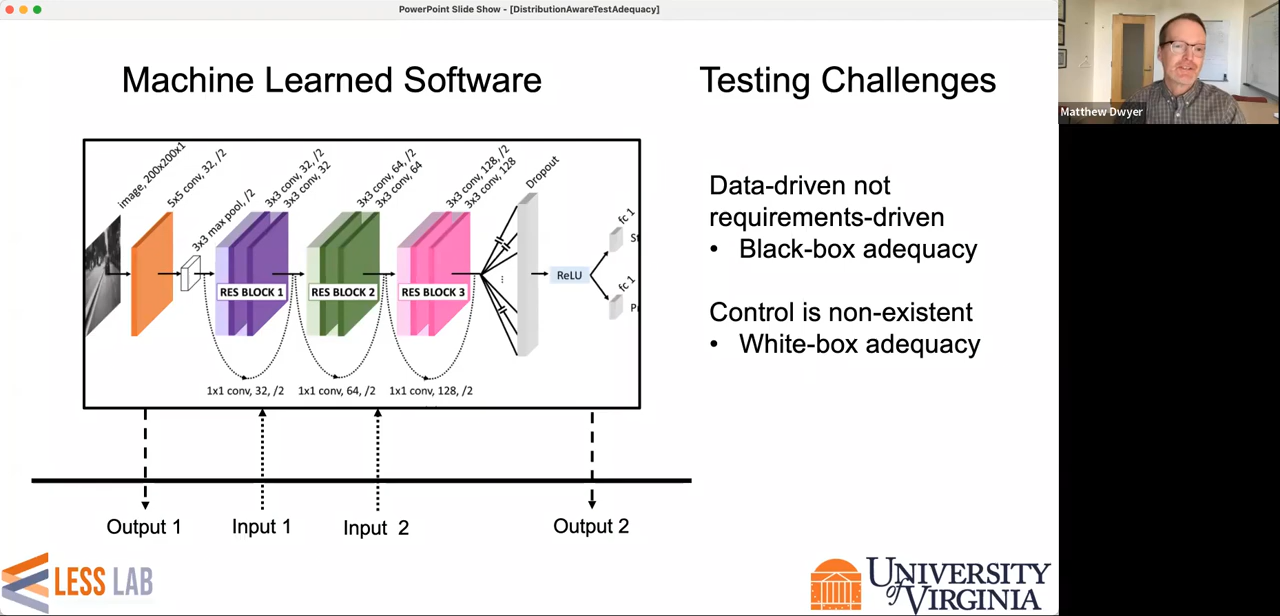 PowerPoint Slide Show - [DistributionAwareTestAdequacy]
Matthew Dwyer
Machine Learned Software
Testing Challenges
image, 200x200x1
5x5 conv, 32, /2
3x3 max pool, /2
3x3 conv, 32, /2
3x3 conv, 32
3x3 conv, 64, /2
3x3 conv, 64
3x3 conv, 128, /2
3x3 conv, 128
Dropout
fc 1
St
fc 1
P
ReLU
RES BLOCK 1
RES BLOCK 2
RES BLOCK 3
1x1 conv, 32, /2
1x1 conv, 64, /2
1x1 conv, 128, /2
Data-driven not
requirements-driven
• Black-box adequacy
Control is non-existent
• White-box adequacy
Output 1
Input 1
Input 2
Output 2
LESS LAB
UNIVERSITY
of VIRGINIA